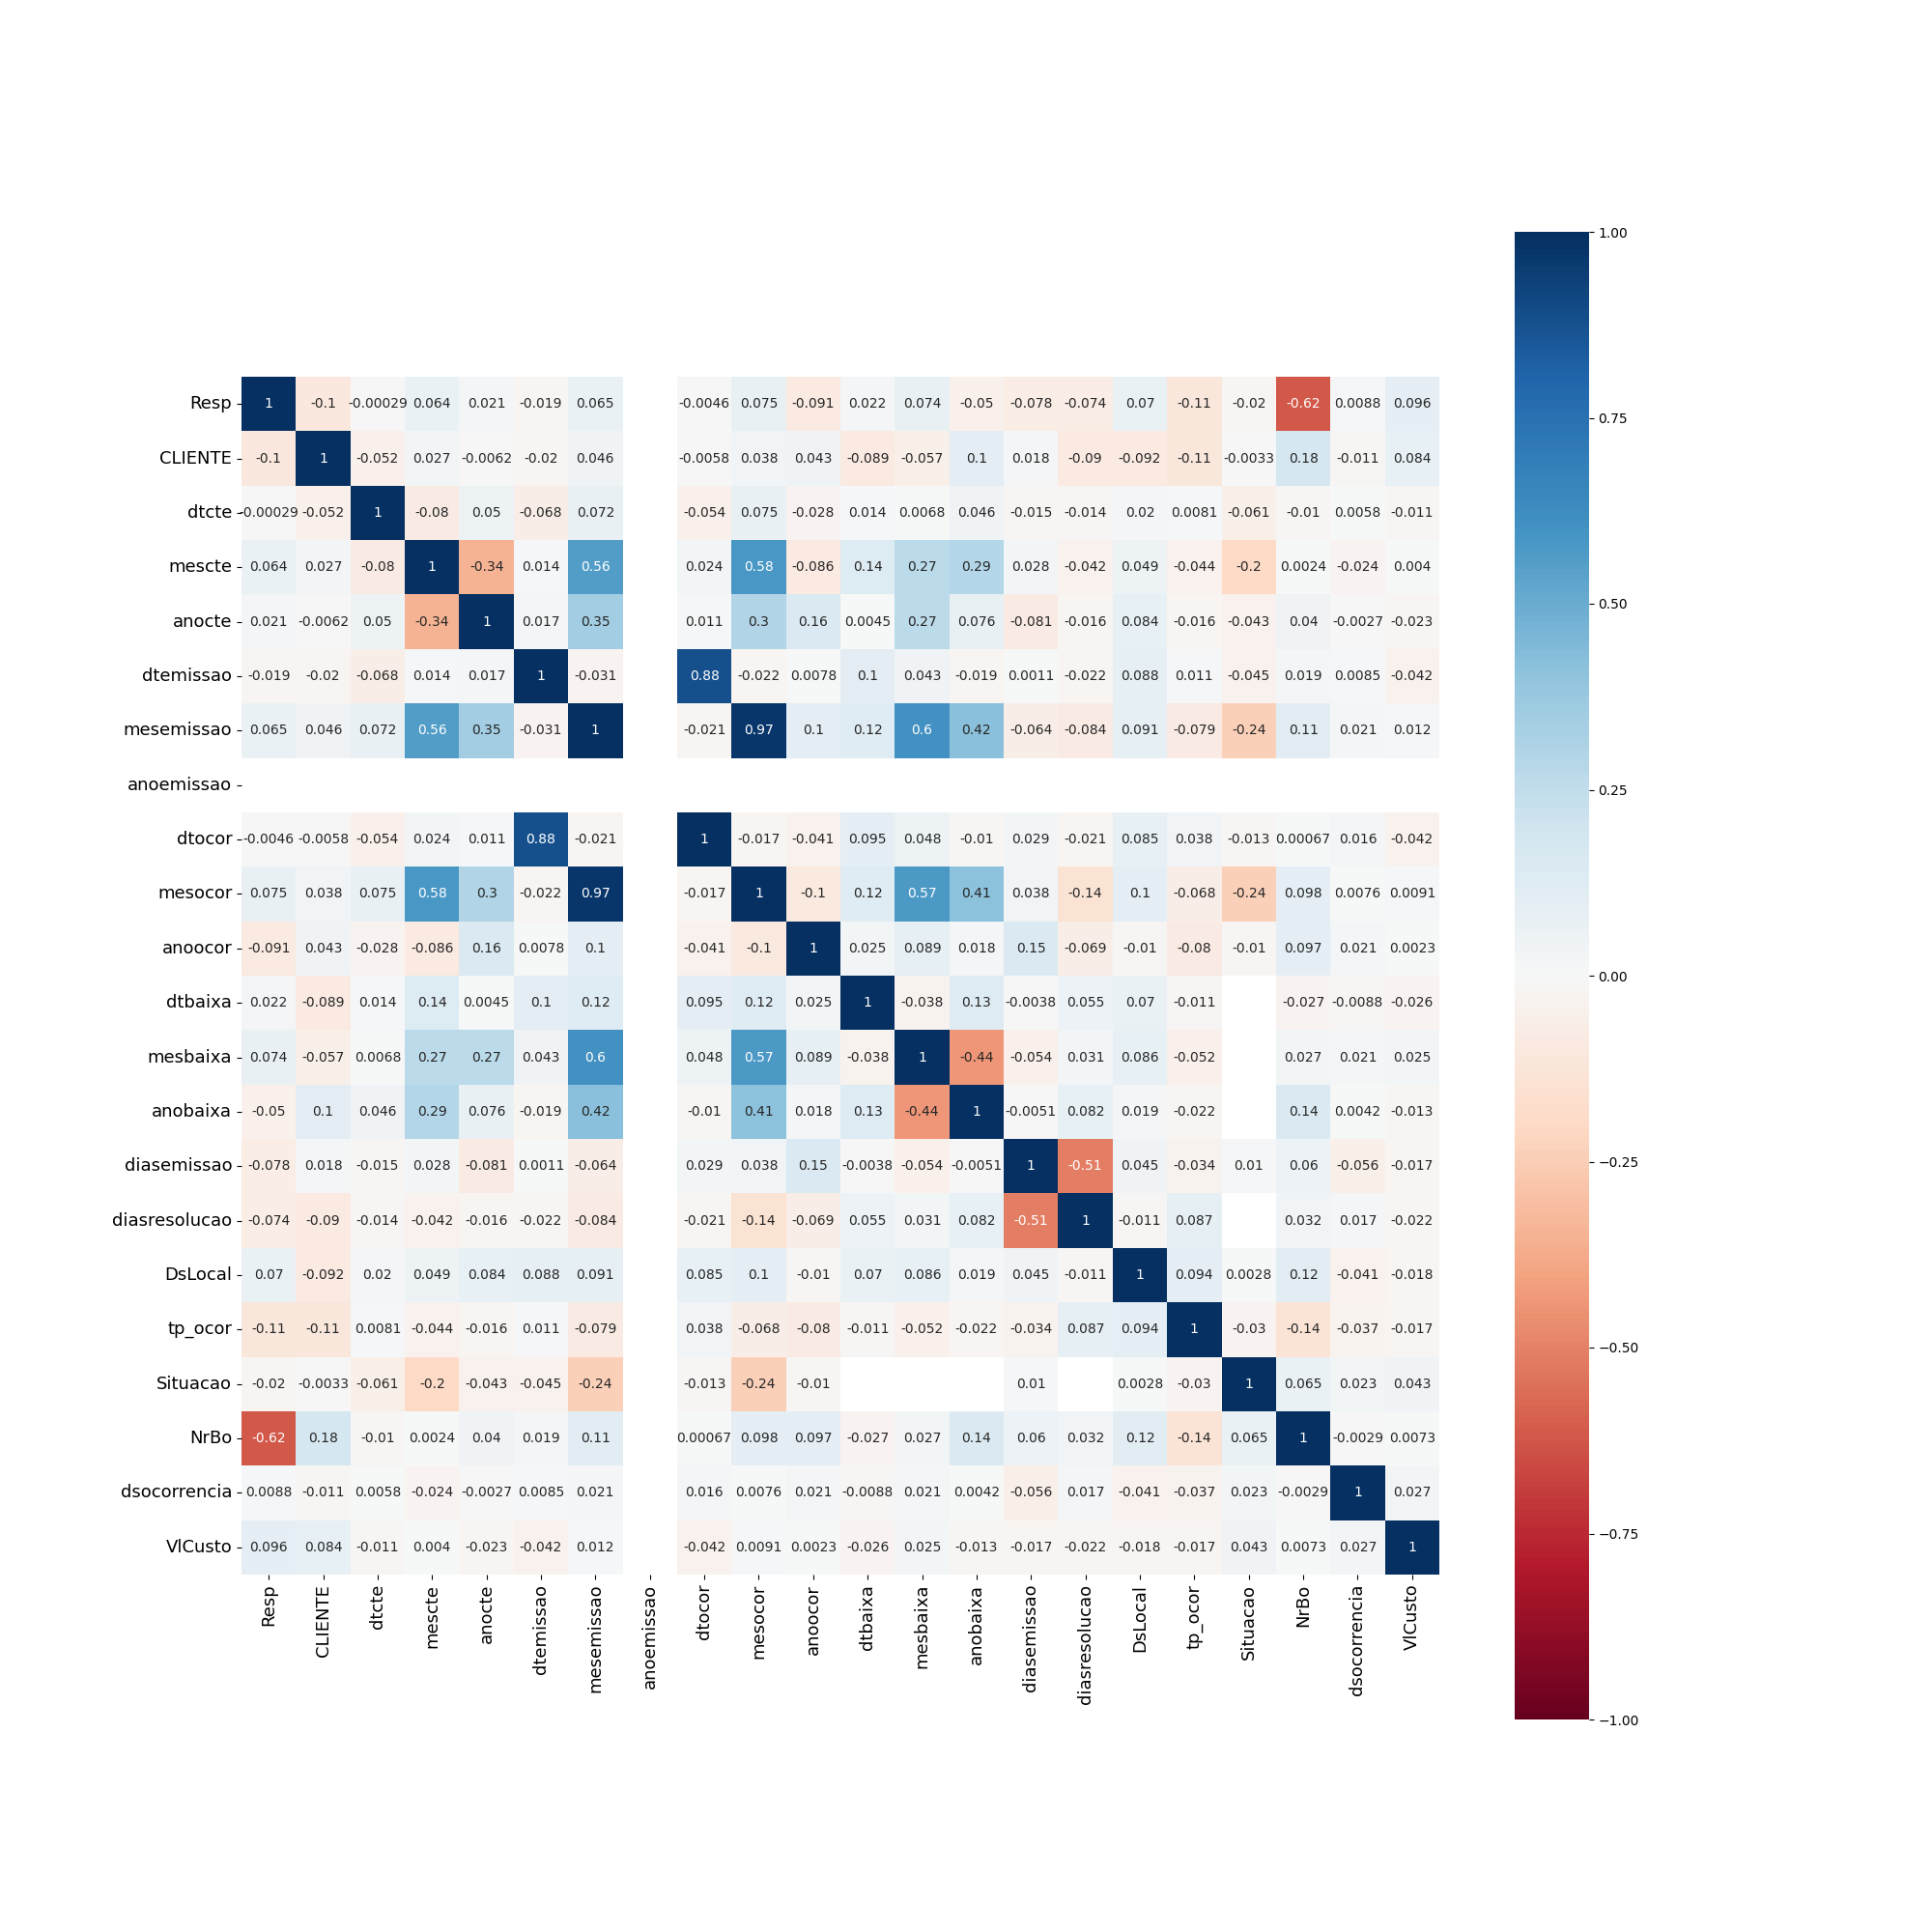 1.00
Resp 1 -0.1 -0.00029 0.064 0.021 -0.019 0.065 -0.0046 0.075 -0.091 0.022 0.074 -0.05 -0.078 -0.074 0.07 -0.11 -0.02 -0.62 0.0088 0.096
0.75
CLIENTE -0.1 1 -0.052 0.027 -0.0062 -0.02 0.046 -0.0058 0.038 0.043 -0.089 -0.057 0.1 0.018 -0.09 -0.092 -0.11 -0.0033 0.18 -0.011 0.084
dtcte -0.00029 -0.052 1 -0.08 0.05 -0.068 0.072 -0.054 0.075 -0.028 0.014 0.0068 0.046 -0.015 -0.014 0.02 0.0081 -0.061 -0.01 0.0058 -0.011
mescte 0.064 0.027 -0.08 1 -0.34 0.014 0.56 0.024 0.58 -0.086 0.14 0.27 0.29 0.028 -0.042 0.049 -0.044 -0.2 0.0024 -0.024 0.004
0.50
anocte 0.021 -0.0062 0.05 -0.34 1 0.017 0.35 0.011 0.3 0.16 0.0045 0.27 0.076 -0.081 -0.016 0.084 -0.016 -0.043 0.04 -0.0027 -0.023
dtemissao -0.019 -0.02 -0.068 0.014 0.017 1 -0.031 0.88 -0.022 0.0078 0.1 0.043 -0.019 0.0011 -0.022 0.088 0.011 -0.045 0.019 0.0085 -0.042
mesemissao 0.065 0.046 0.072 0.56 0.35 -0.031 1 -0.021 0.97 0.1 0.12 0.6 0.42 -0.064 -0.084 0.091 -0.079 -0.24 0.11 0.021 0.012
anoemissao
0.25
dtocor -0.0046 -0.0058 -0.054 0.024 0.011 0.88 -0.021 1 -0.017 -0.041 0.095 0.048 -0.01 0.029 -0.021 0.085 0.038 -0.013 0.00067 0.016 -0.042
mesocor 0.075 0.038 0.075 0.58 0.3 -0.022 0.97 -0.017 1 -0.1 0.12 0.57 0.41 0.038 -0.14 0.1 -0.068 -0.24 0.098 0.0076 0.0091
anoocor -0.091 0.043 -0.028 -0.086 0.16 0.0078 0.1 -0.041 -0.1 1 0.025 0.089 0.018 0.15 -0.069 -0.01 -0.08 -0.01 0.097 0.021 0.0023
0.00
dtbaixa 0.022 -0.089 0.014 0.14 0.0045 0.1 0.12 0.095 0.12 0.025 1 -0.038 0.13 -0.0038 0.055 0.07 -0.011 -0.027 -0.0088 -0.026
mesbaixa 0.074 -0.057 0.0068 0.27 0.27 0.043 0.6 0.048 0.57 0.089 -0.038 1 -0.44 -0.054 0.031 0.086 -0.052 0.027 0.021 0.025
anobaixa -0.05 0.1 0.046 0.29 0.076 -0.019 0.42 -0.01 0.41 0.018 0.13 -0.44 1 -0.0051 0.082 0.019 -0.022 0.14 0.0042 -0.013
−0.25
diasemissao -0.078 0.018 -0.015 0.028 -0.081 0.0011 -0.064 0.029 0.038 0.15 -0.0038 -0.054 -0.0051 1 -0.51 0.045 -0.034 0.01 0.06 -0.056 -0.017
diasresolucao -0.074 -0.09 -0.014 -0.042 -0.016 -0.022 -0.084 -0.021 -0.14 -0.069 0.055 0.031 0.082 -0.51 1 -0.011 0.087 0.032 0.017 -0.022
DsLocal 0.07 -0.092 0.02 0.049 0.084 0.088 0.091 0.085 0.1 -0.01 0.07 0.086 0.019 0.045 -0.011 1 0.094 0.0028 0.12 -0.041 -0.018
tp_ocor -0.11 -0.11 0.0081 -0.044 -0.016 0.011 -0.079 0.038 -0.068 -0.08 -0.011 -0.052 -0.022 -0.034 0.087 0.094 1 -0.03 -0.14 -0.037 -0.017
−0.50
Situacao -0.02 -0.0033 -0.061 -0.2 -0.043 -0.045 -0.24 -0.013 -0.24 -0.01 0.01 0.0028 -0.03 1 0.065 0.023 0.043
NrBo -0.62 0.18 -0.01 0.0024 0.04 0.019 0.11 0.00067 0.098 0.097 -0.027 0.027 0.14 0.06 0.032 0.12 -0.14 0.065 1 -0.0029 0.0073
dsocorrencia 0.0088 -0.011 0.0058 -0.024 -0.0027 0.0085 0.021 0.016 0.0076 0.021 -0.0088 0.021 0.0042 -0.056 0.017 -0.041 -0.037 0.023 -0.0029 1 0.027
−0.75
VlCusto 0.096 0.084 -0.011 0.004 -0.023 -0.042 0.012 -0.042 0.0091 0.0023 -0.026 0.025 -0.013 -0.017 -0.022 -0.018 -0.017 0.043 0.0073 0.027 1
Resp CLIENTE dtcte mescte anocte dtemissao mesemissao anoemissao dtocor mesocor anoocor dtbaixa mesbaixa anobaixa diasemissao diasresolucao DsLocal tp_ocor Situacao NrBo dsocorrencia VlCusto
−1.00